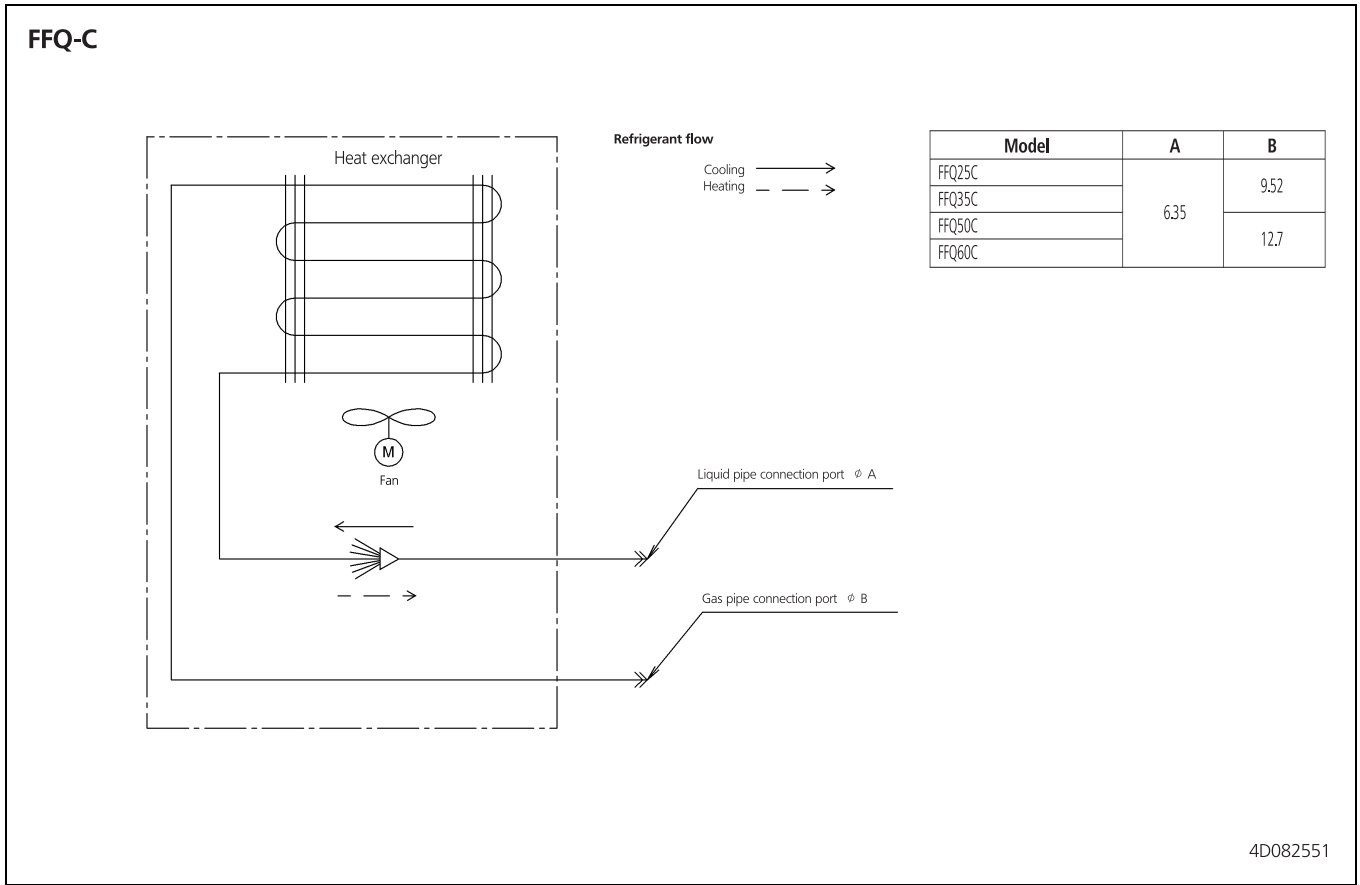 FFQ-C
Heat exchanger
M
Fan
Refrigerant flow
Cooling
Heating
Model A B
FFQ25C
FFQ35C
FFQ50C
FFQ60C
6.35
9.52
12.7
Liquid pipe connection port ϕ A
Gas pipe connection port ϕ B
4D082551